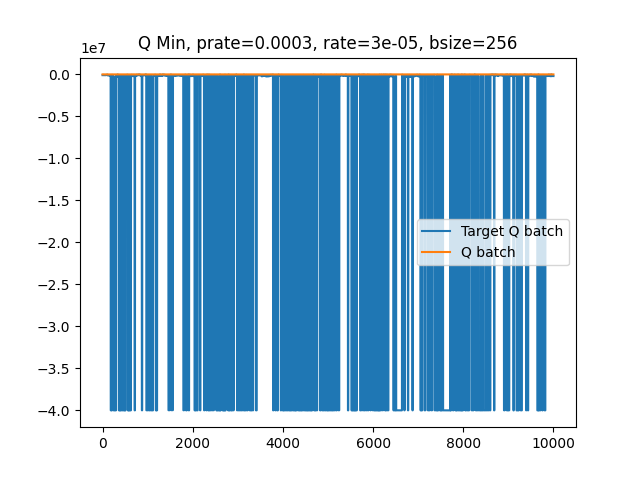 Q Min, prate=0.0003, rate=3e-05, bsize=256
1e7
0.0
−0.5
−1.0
−1.5
−2.0
−2.5
−3.0
−3.5
−4.0
Target Q batch
Q batch
0 2000 4000 6000 8000 10000